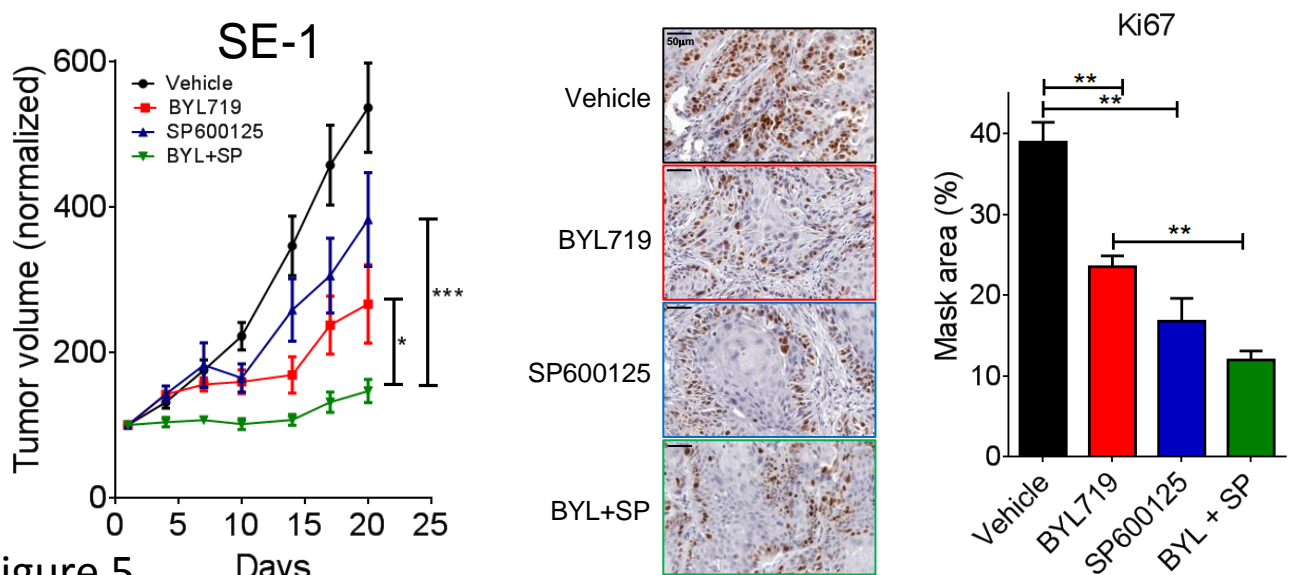 SE-1
Tumor volume (normalized)
600
400
200
0
Vehicle
BYL719
SP600125
BYL+SP
*
***
0 5 10 15 20 25
Days
igure 5
Vehicle
50μm
BYL719
SP600125
BYL+SP
Ki67
**
**
**
Mask area (%)
40
30
20
10
0
Vehicle
BYL719
SP600125
BYL + SP